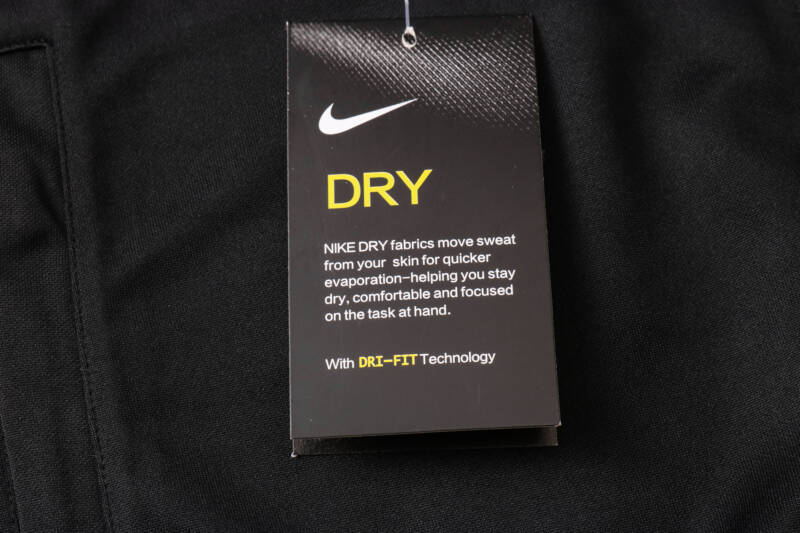 DRY
NIKE DRY fabrics move sweat
from your skin for quicker
evaporation—helping you stay
dry, comfortable and focused
on the task at hand.
With DRI—FIT Technology